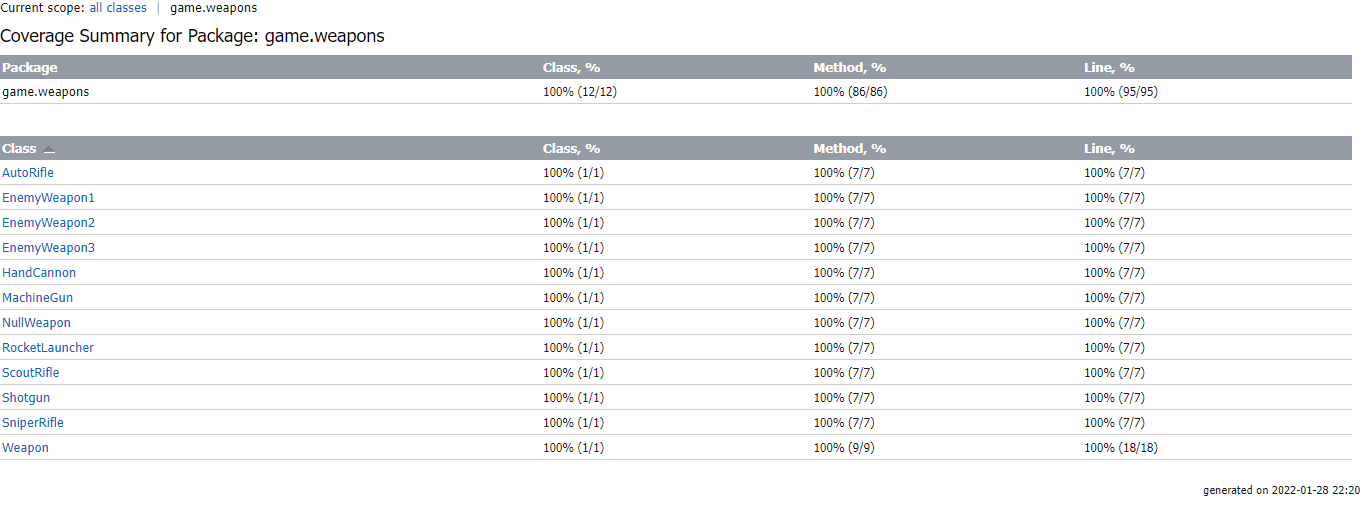 Current scope: all classes | game.weapons
Coverage Summary for Package: game.weapons
Package Class, % Method, % Line, %
game.weapons 100% (12/12) 100% (86/86) 100% (95/95)
Class Class, % Method, % Line, %
AutoRifle 100% (1/1) 100% (7/7) 100% (7/7)
EnemyWeapon1 100% (1/1) 100% (7/7) 100% (7/7)
EnemyWeapon2 100% (1/1) 100% (7/7) 100% (7/7)
EnemyWeapon3 100% (1/1) 100% (7/7) 100% (7/7)
HandCannon 100% (1/1) 100% (7/7) 100% (7/7)
MachineGun 100% (1/1) 100% (7/7) 100% (7/7)
NullWeapon 100% (1/1) 100% (7/7) 100% (7/7)
RocketLauncher 100% (1/1) 100% (7/7) 100% (7/7)
ScoutRifle 100% (1/1) 100% (7/7) 100% (7/7)
Shotgun 100% (1/1) 100% (7/7) 100% (7/7)
SniperRifle 100% (1/1) 100% (7/7) 100% (7/7)
Weapon 100% (1/1) 100% (9/9) 100% (18/18)
generated on 2022-01-28 22:20